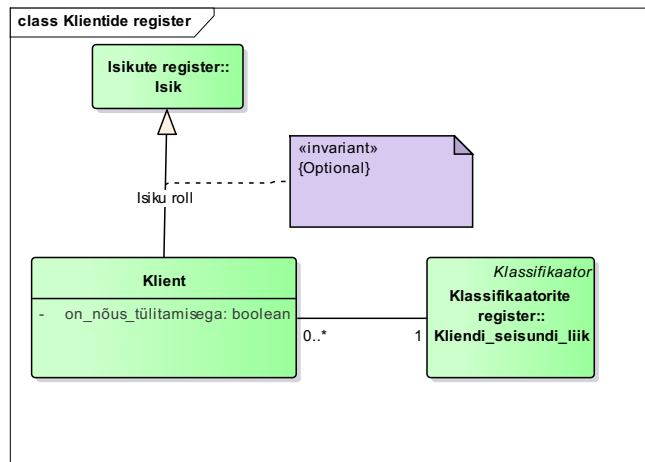 class Klientide register
Isikute register::
Isik
«invariant»
{Optional}
Isiku roll
Klient
- on_nõus_tülitamisega: boolean
0..*
1
Klassifikaator
Klassifikaatorite
register::
Kliendi_seisundi_liik